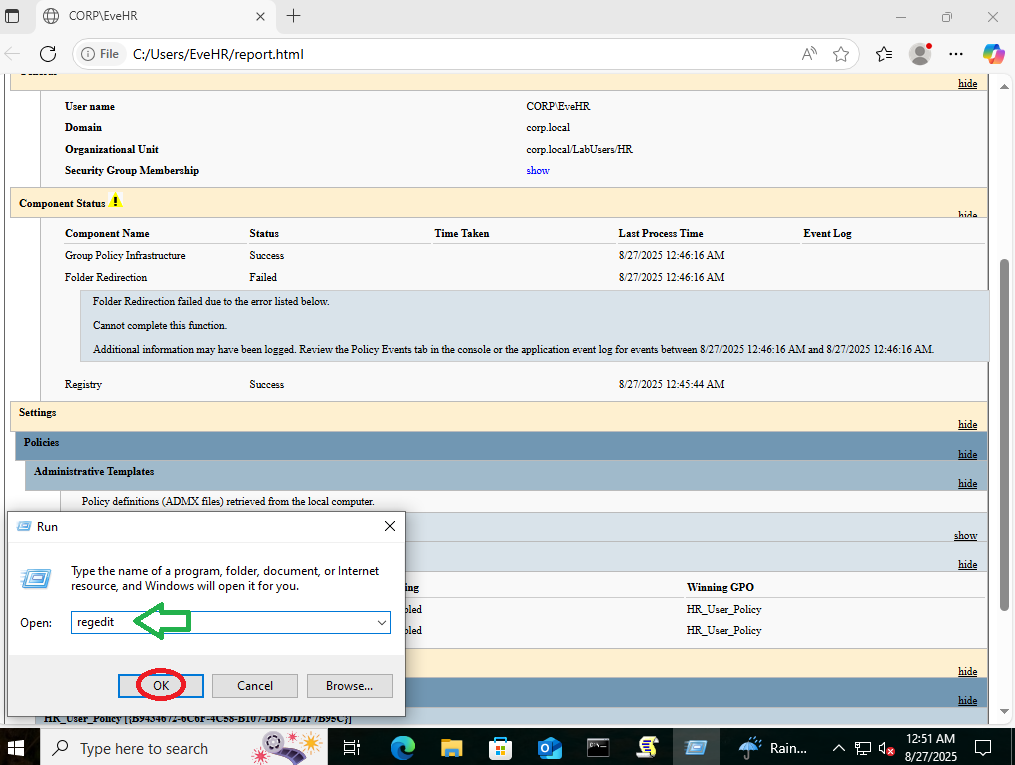 CORP\EveHR
File C:/Users/EveHR/report.html
General
hide
User name CORP\EveHR
Domain corp.local
Organizational Unit corp.local/LabUsers/HR
Security Group Membership show
Component Status
hide
Component Name Status Time Taken Last Process Time Event Log
Group Policy Infrastructure Success 8/27/2025 12:46:16 AM
Folder Redirection Failed 8/27/2025 12:46:16 AM
Folder Redirection failed due to the error listed below.
Cannot complete this function.
Additional information may have been logged. Review the Policy Events tab in the console or the application event log for events between 8/27/2025 12:46:16 AM and 8/27/2025 12:46:16 AM.
Registry Success 8/27/2025 12:45:44 AM
Settings
hide
Policies
hide
Administrative Templates
hide
Policy definitions (ADMX files) retrieved from the local computer.
show
hide
ing Winning GPO
bled HR_User_Policy
bled HR_User_Policy
hide
hide
Run
Type the name of a program, folder, document, or Internet
resource, and Windows will open it for you.
Open: regedit
OK Cancel Browse...
HR_User_Policy
Type here to search
Rain...
12:51 AM
8/27/2025